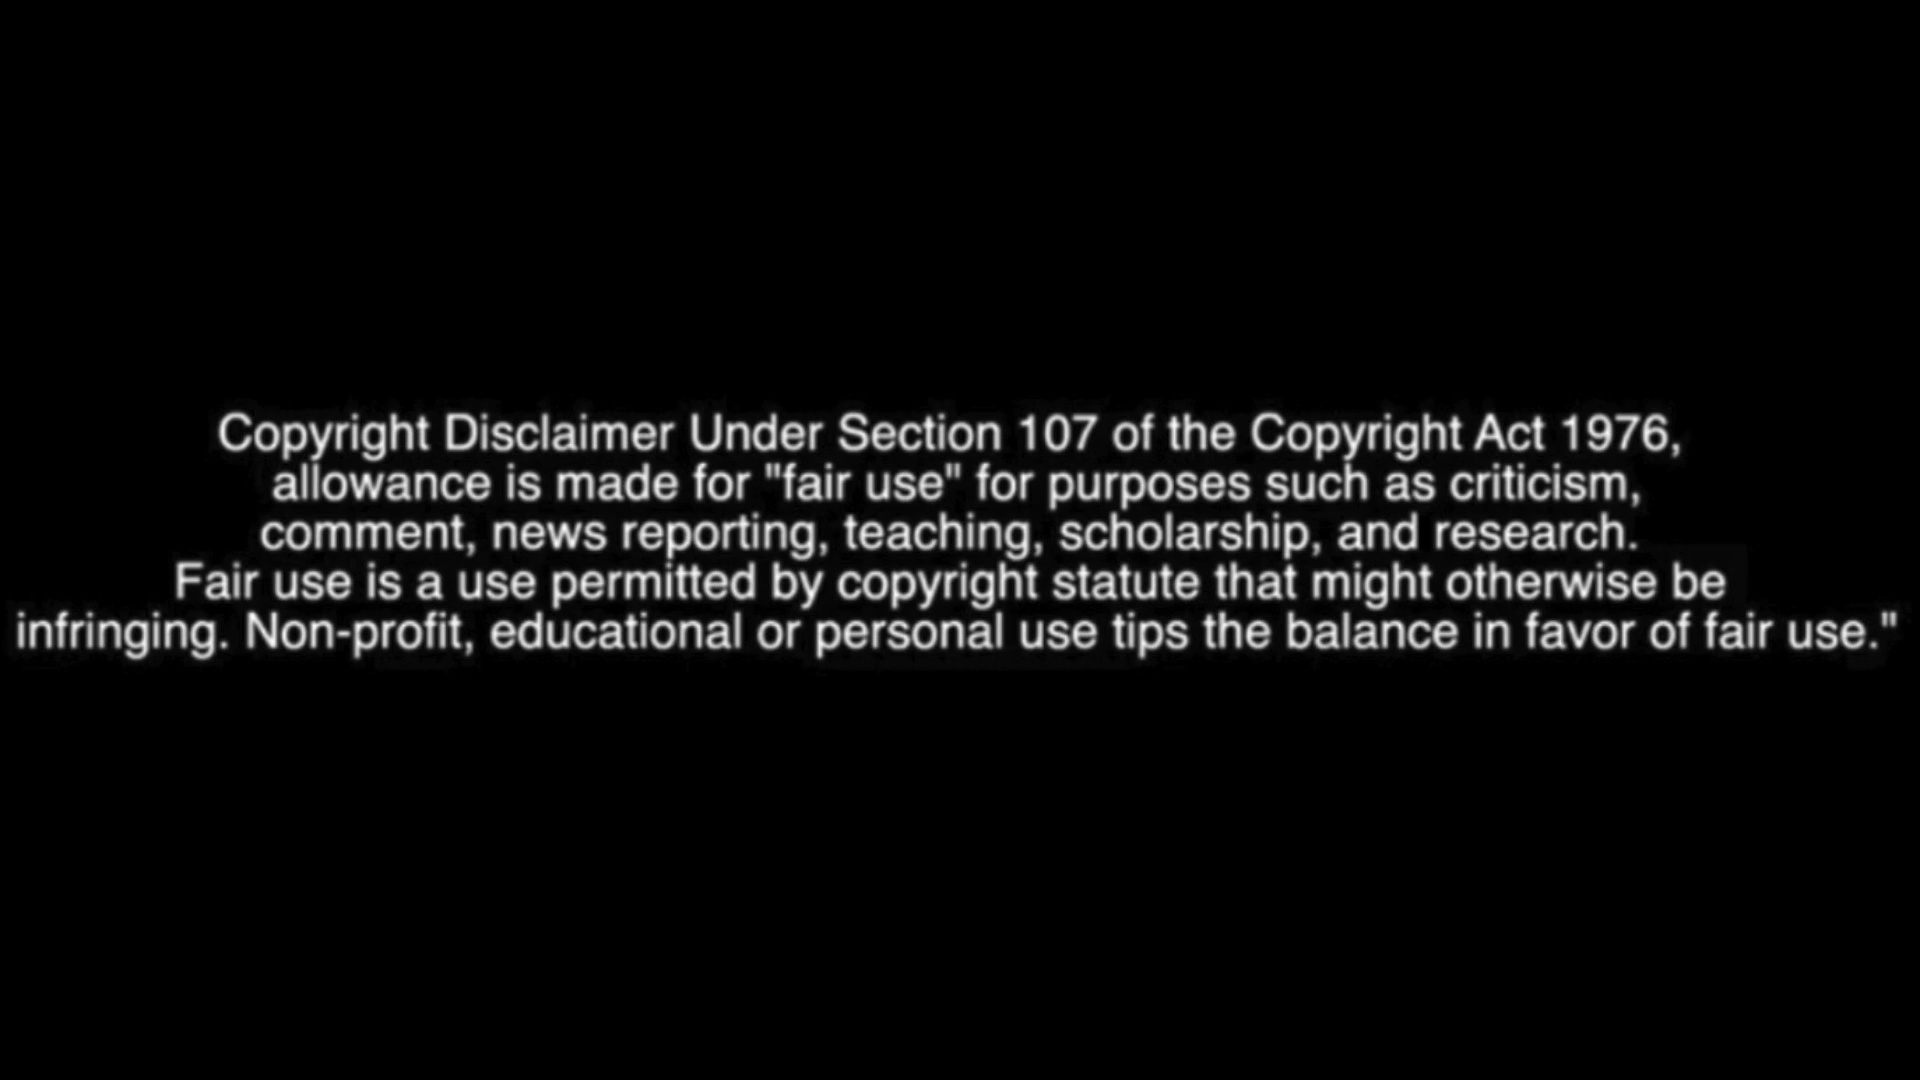 Copyright Disclaimer Under Section 107 of the Copyright Act 1976,
allowance is made for "fair use" for purposes such as criticism,
comment, news reporting, teaching, scholarship, and research.
Fair use is a use permitted by copyright statute that might otherwise be
infringing. Non-profit, educational or personal use tips the balance in favor of fair use."